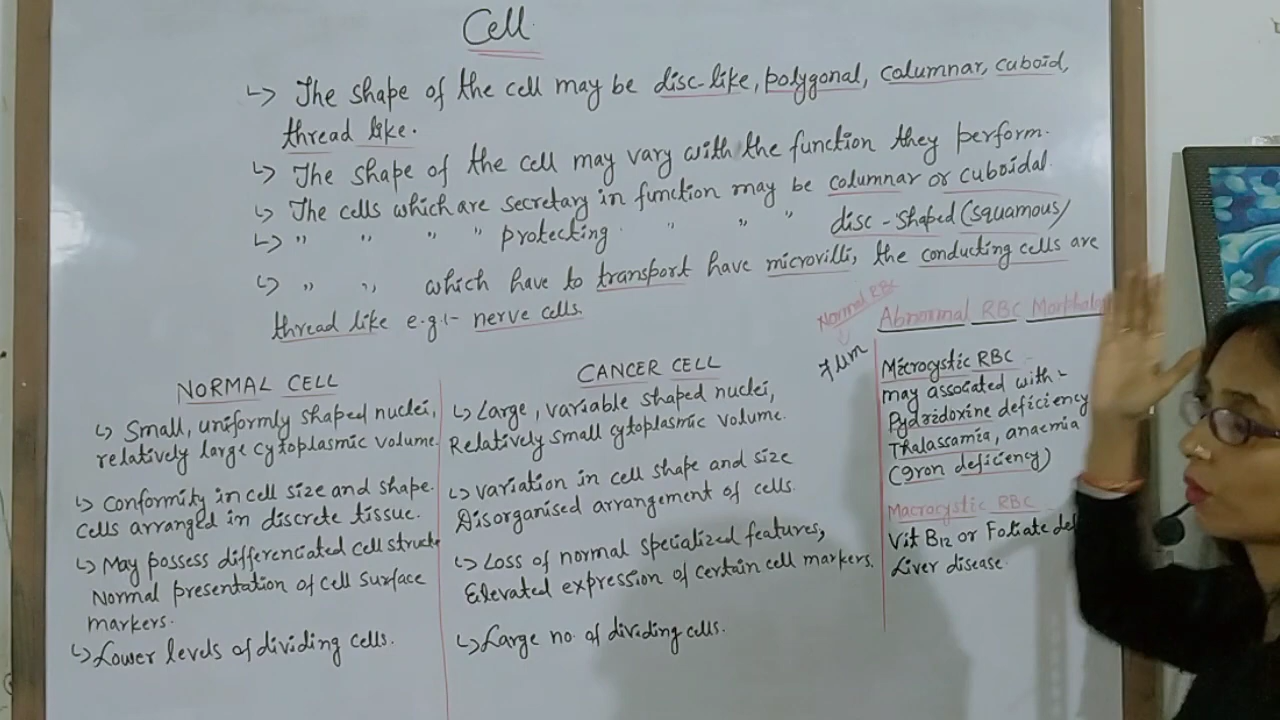 Cell
↳ The shape of the cell may be disc-like, polygonal, columnar, cuboid,
thread like.
↳ The shape of the cell may vary with the function they perform.
↳ The cells which are secretary in function may be columnar or cuboidal.
↳ " " " " protecting " " " disc-shaped (squamous)
↳ " " which have to transport have microvilli, the conducting cells are
thread like e.g:- nerve cells.
NORMAL CELL
↳ Small, uniformly shaped nuclei,
relatively large cytoplasmic volume.
↳ Conformity in cell size and shape.
Cells arranged in discrete tissue.
↳ May possess differenciated cell struct
Normal presentation of cell surface
markers.
↳ Lower levels of dividing cells.
CANCER CELL
↳ Large, variable shaped nuclei,
Relatively small cytoplasmic volume.
↳ Variation in cell shape and size
Disorganised arrangement of cells.
↳ Loss of normal specialized features,
Elevated expression of certain cell markers.
↳ Large no. of dividing cells.
Normal RBC
7 µm
Abnormal RBC Morpholo
Microcystic RBC
may associated with -
Pydridoxine deficiency
Thalassamia, anaemia
(Iron deficiency)
Macrocystic RBC
Vit B12 or Foliate def
Liver disease.